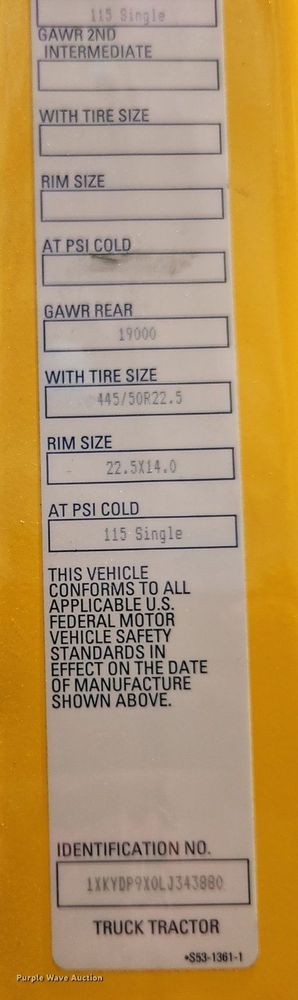 115 Single
GAWR 2ND
INTERMEDIATE
WITH TIRE SIZE
RIM SIZE
AT PSI COLD
GAWR REAR
19000
WITH TIRE SIZE
445/50R22.5
RIM SIZE
22.5X14.0
AT PSI COLD
115 Single
THIS VEHICLE
CONFORMS TO ALL
APPLICABLE U.S.
FEDERAL MOTOR
VEHICLE SAFETY
STANDARDS IN
EFFECT ON THE DATE
OF MANUFACTURE
SHOWN ABOVE.
IDENTIFICATION NO.
1XKYDP9X0LJ343880
TRUCK TRACTOR
•S53-1361-1
Purple Wave Auction